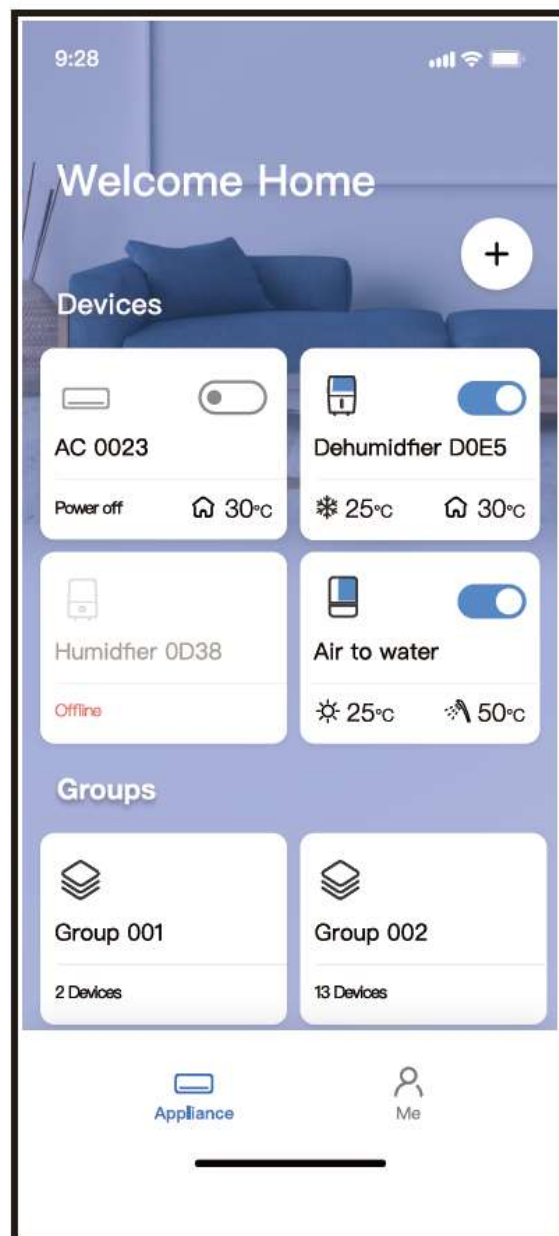 9:28
Welcome Home
+
Devices
AC 0023
Power off 30°C
Dehumidfier D0E5
25°C 30°C
Humidfier 0D38
Offline
Air to water
25°C 50°C
Groups
Group 001
2 Devices
Group 002
13 Devices
Appliance
Me